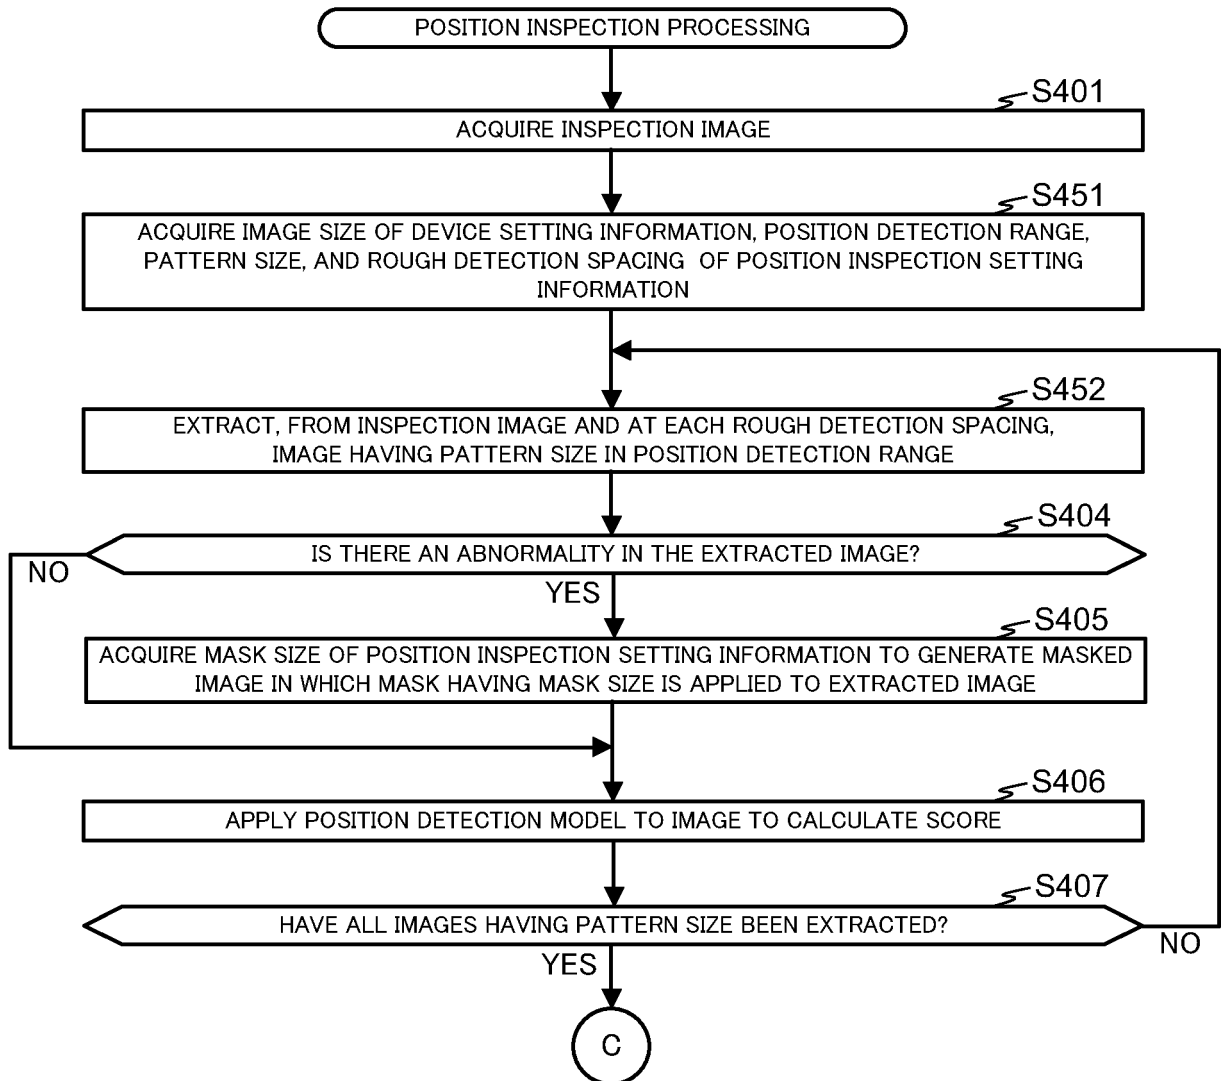 POSITION INSPECTION PROCESSING
S401
ACQUIRE INSPECTION IMAGE
S451
ACQUIRE IMAGE SIZE OF DEVICE SETTING INFORMATION, POSITION DETECTION RANGE,
PATTERN SIZE, AND ROUGH DETECTION SPACING OF POSITION INSPECTION SETTING
INFORMATION
S452
EXTRACT, FROM INSPECTION IMAGE AND AT EACH ROUGH DETECTION SPACING,
IMAGE HAVING PATTERN SIZE IN POSITION DETECTION RANGE
S404
IS THERE AN ABNORMALITY IN THE EXTRACTED IMAGE?
NO
YES
S405
ACQUIRE MASK SIZE OF POSITION INSPECTION SETTING INFORMATION TO GENERATE MASKED
IMAGE IN WHICH MASK HAVING MASK SIZE IS APPLIED TO EXTRACTED IMAGE
S406
APPLY POSITION DETECTION MODEL TO IMAGE TO CALCULATE SCORE
S407
HAVE ALL IMAGES HAVING PATTERN SIZE BEEN EXTRACTED?
NO
YES
C